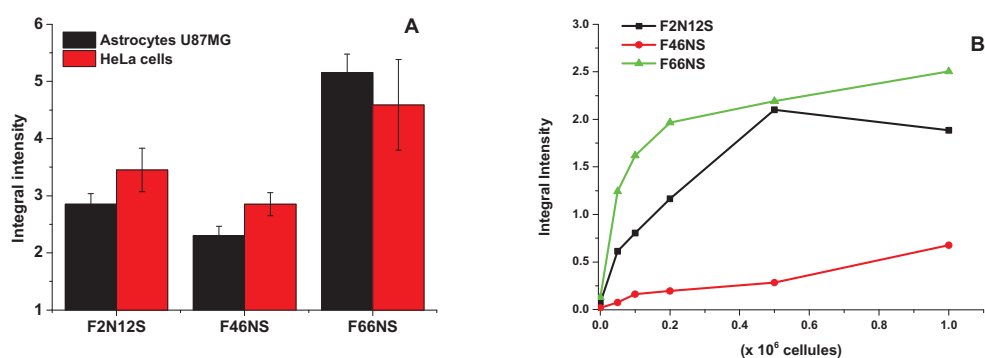 A
Astrocytes U87MG
HeLa cells
Integral intensity
6
5
4
3
2
1
F2N12S
F46NS
F66NS
B
F2N12S
F46NS
F66NS
Integral Intensity
3.0
2.5
2.0
1.5
1.0
0.5
0.0
0.0
0.2
0.4
0.6
0.8
1.0
(x 10⁶ cellules)